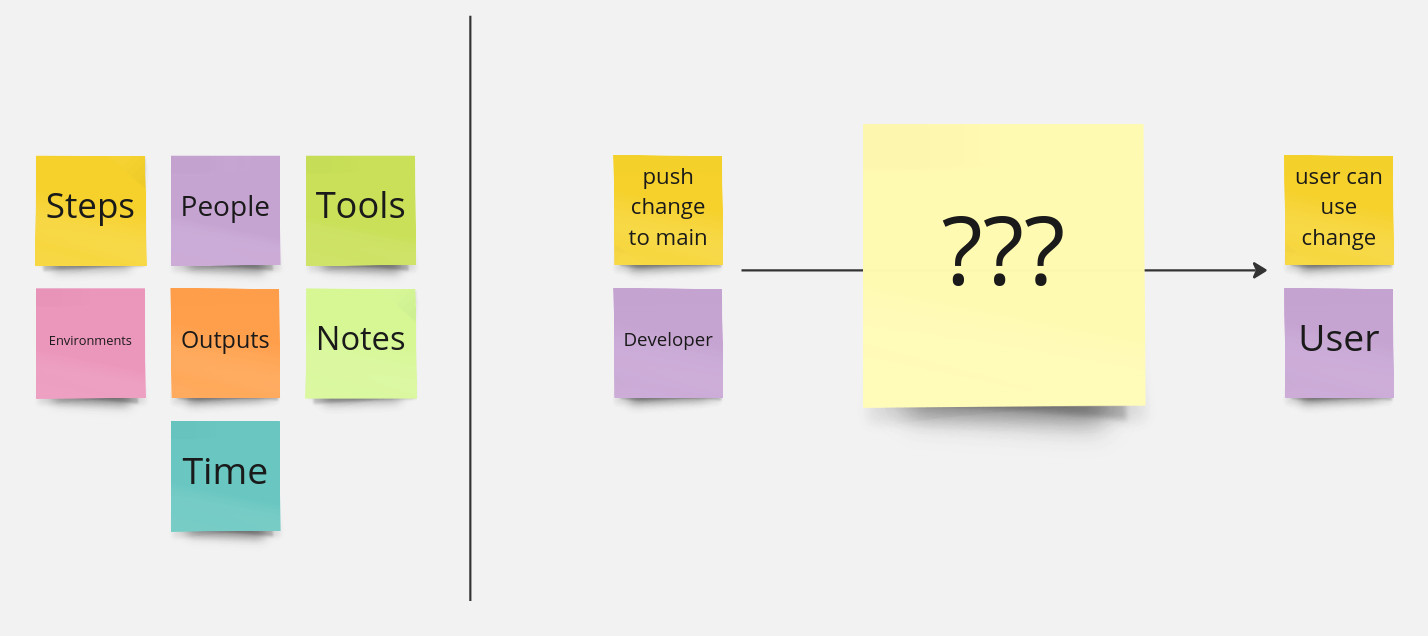 Steps
People
Tools
Environments
Outputs
Notes
Time
push
change
to main
Developer
???
user can
use
change
User